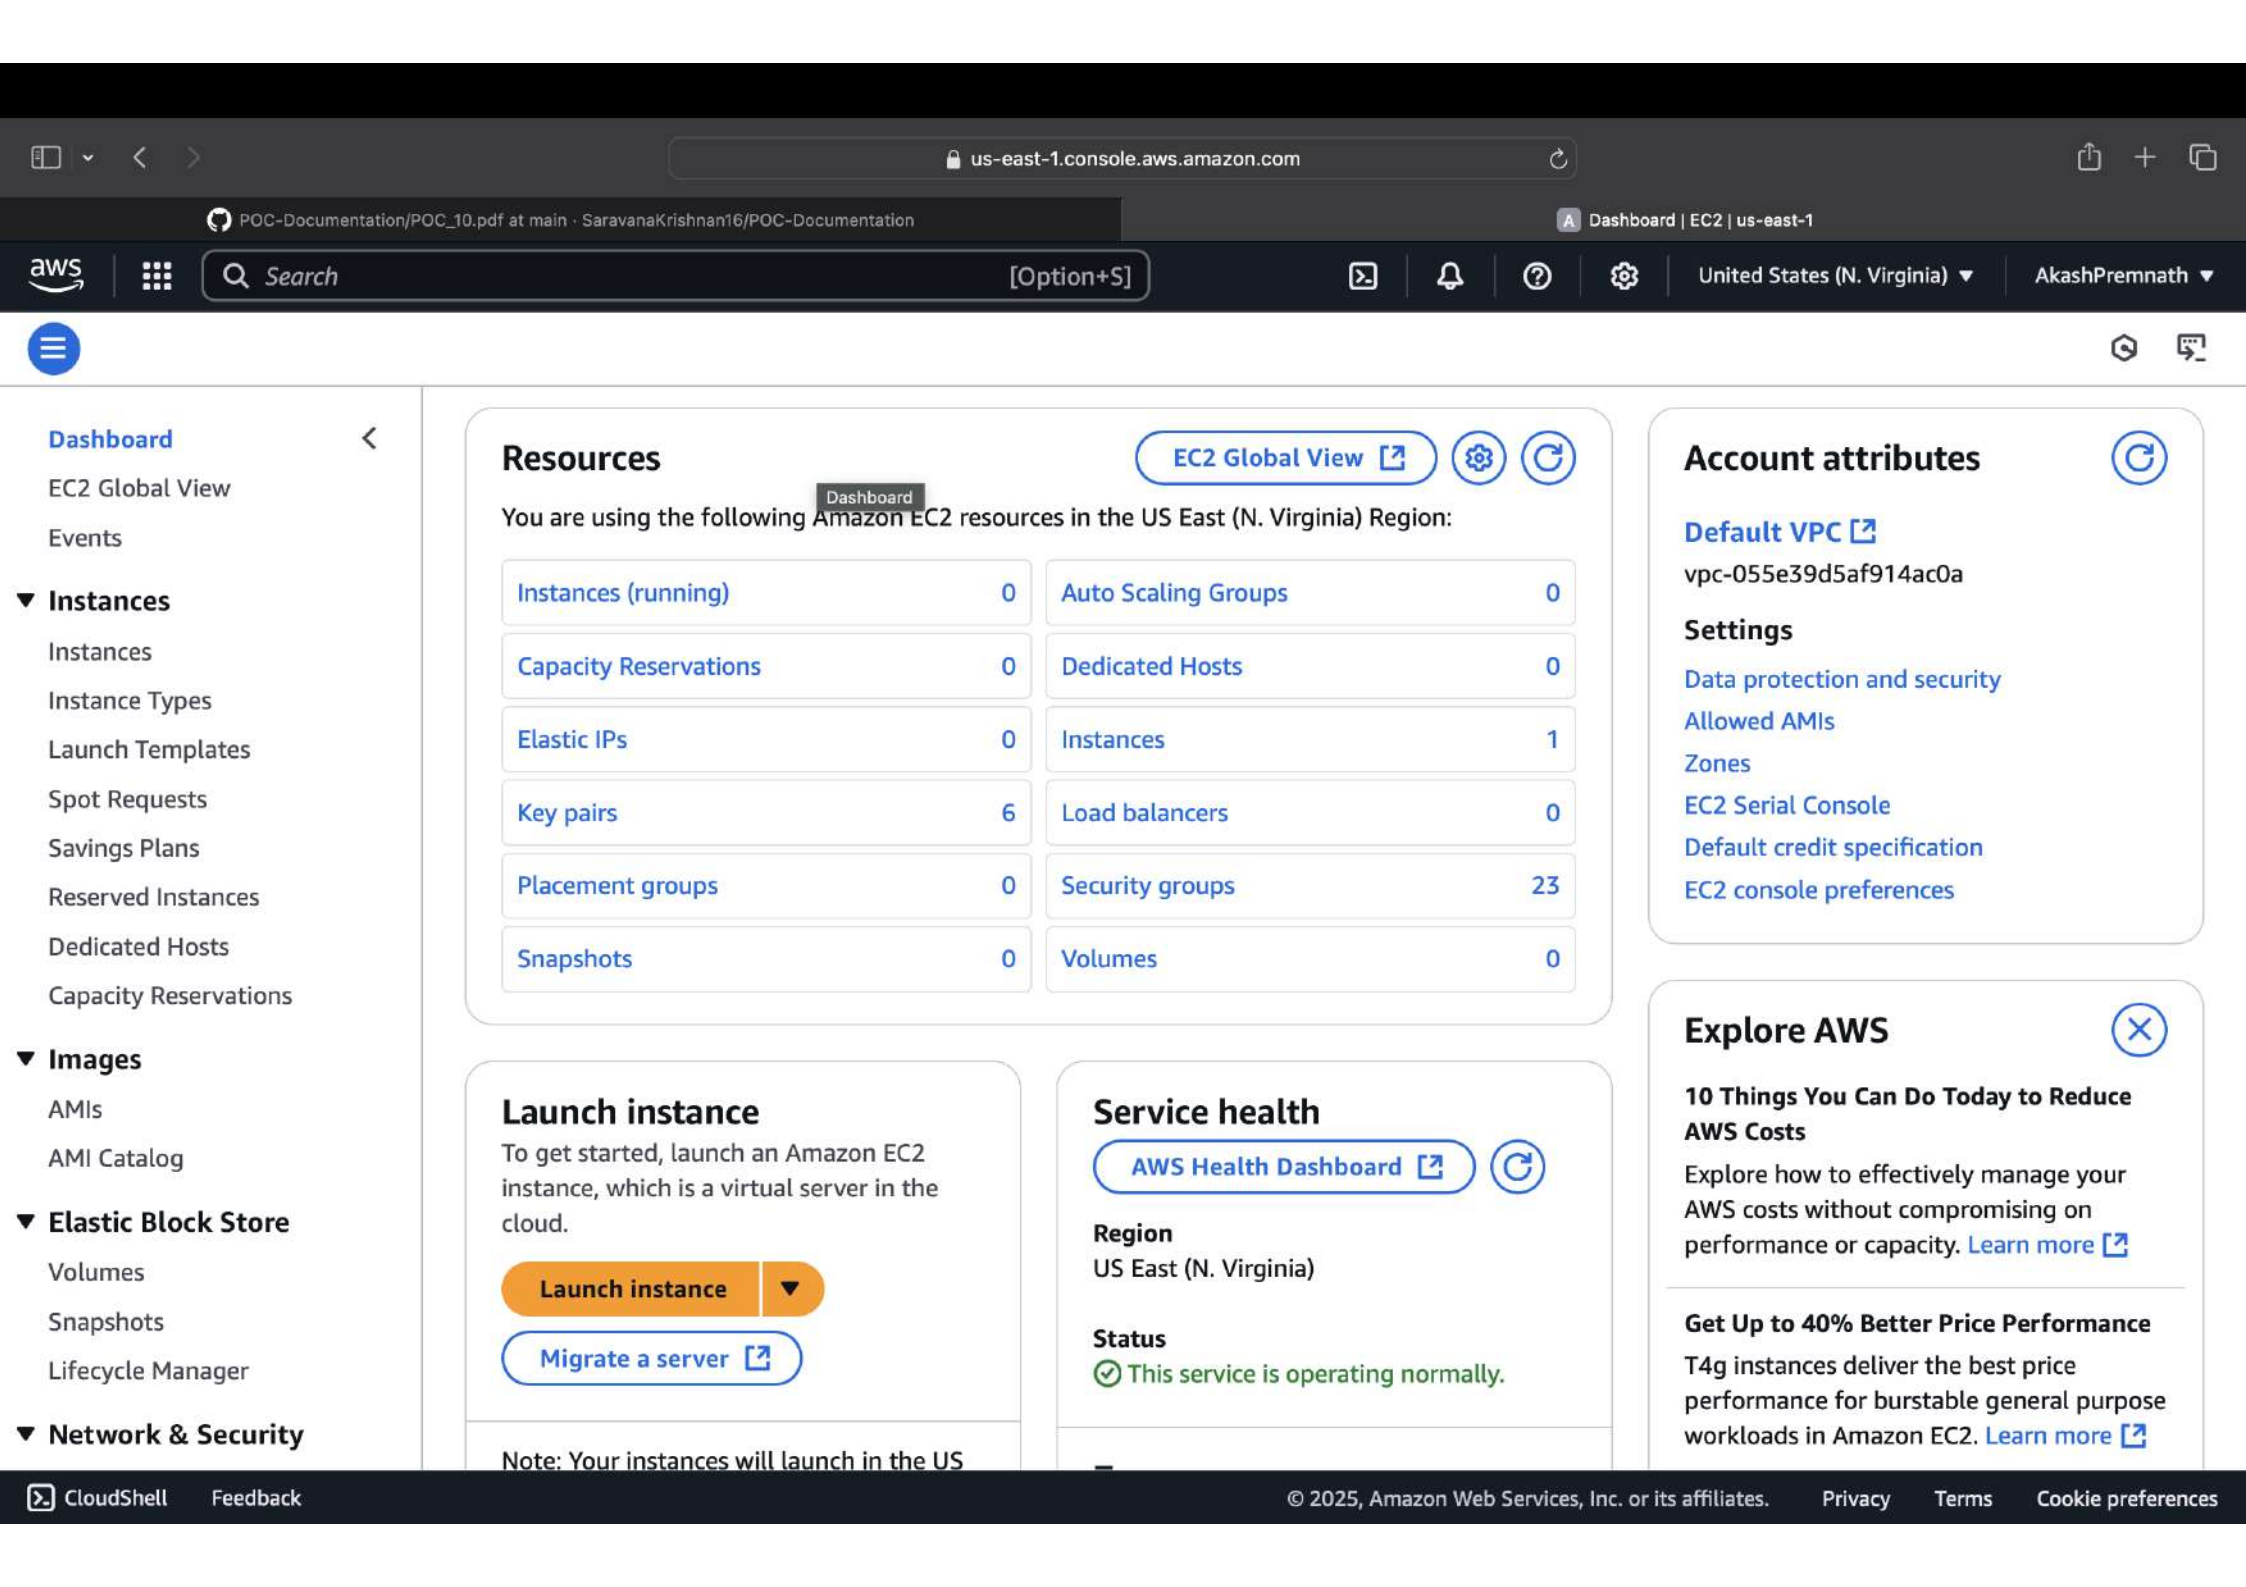 us-east-1.console.aws.amazon.com
POC-Documentation/POC_10.pdf at main · SaravanaKrishnan16/POC-Documentation
A Dashboard | EC2 | us-east-1
aws
Search [Option+S]
United States (N. Virginia) ▼
AkashPremnath ▼
Dashboard
EC2 Global View
Events
Instances
Instances
Instance Types
Launch Templates
Spot Requests
Savings Plans
Reserved Instances
Dedicated Hosts
Capacity Reservations
Images
AMIs
AMI Catalog
Elastic Block Store
Volumes
Snapshots
Lifecycle Manager
Network & Security
Resources
EC2 Global View
Dashboard
You are using the following Amazon EC2 resources in the US East (N. Virginia) Region:
Instances (running) 0
Auto Scaling Groups 0
Capacity Reservations 0
Dedicated Hosts 0
Elastic IPs 0
Instances 1
Key pairs 6
Load balancers 0
Placement groups 0
Security groups 23
Snapshots 0
Volumes 0
Launch instance
To get started, launch an Amazon EC2
instance, which is a virtual server in the
cloud.
Launch instance
Migrate a server
Note: Your instances will launch in the US
Service health
AWS Health Dashboard
Region
US East (N. Virginia)
Status
This service is operating normally.
Account attributes
Default VPC
vpc-055e39d5af914ac0a
Settings
Data protection and security
Allowed AMIs
Zones
EC2 Serial Console
Default credit specification
EC2 console preferences
Explore AWS
10 Things You Can Do Today to Reduce
AWS Costs
Explore how to effectively manage your
AWS costs without compromising on
performance or capacity. Learn more
Get Up to 40% Better Price Performance
T4g instances deliver the best price
performance for burstable general purpose
workloads in Amazon EC2. Learn more
CloudShell
Feedback
© 2025, Amazon Web Services, Inc. or its affiliates.
Privacy
Terms
Cookie preferences